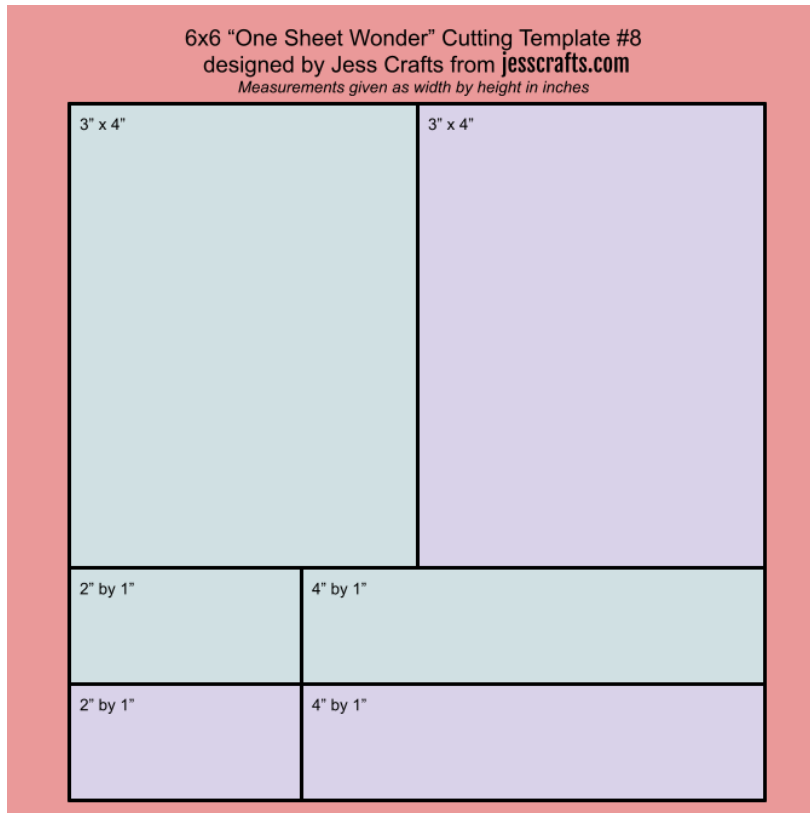 6x6 “One Sheet Wonder” Cutting Template #8
designed by Jess Crafts from jesscrafts.com
Measurements given as width by height in inches
3” x 4”
3” x 4”
2” by 1”
4” by 1”
2” by 1”
4” by 1”